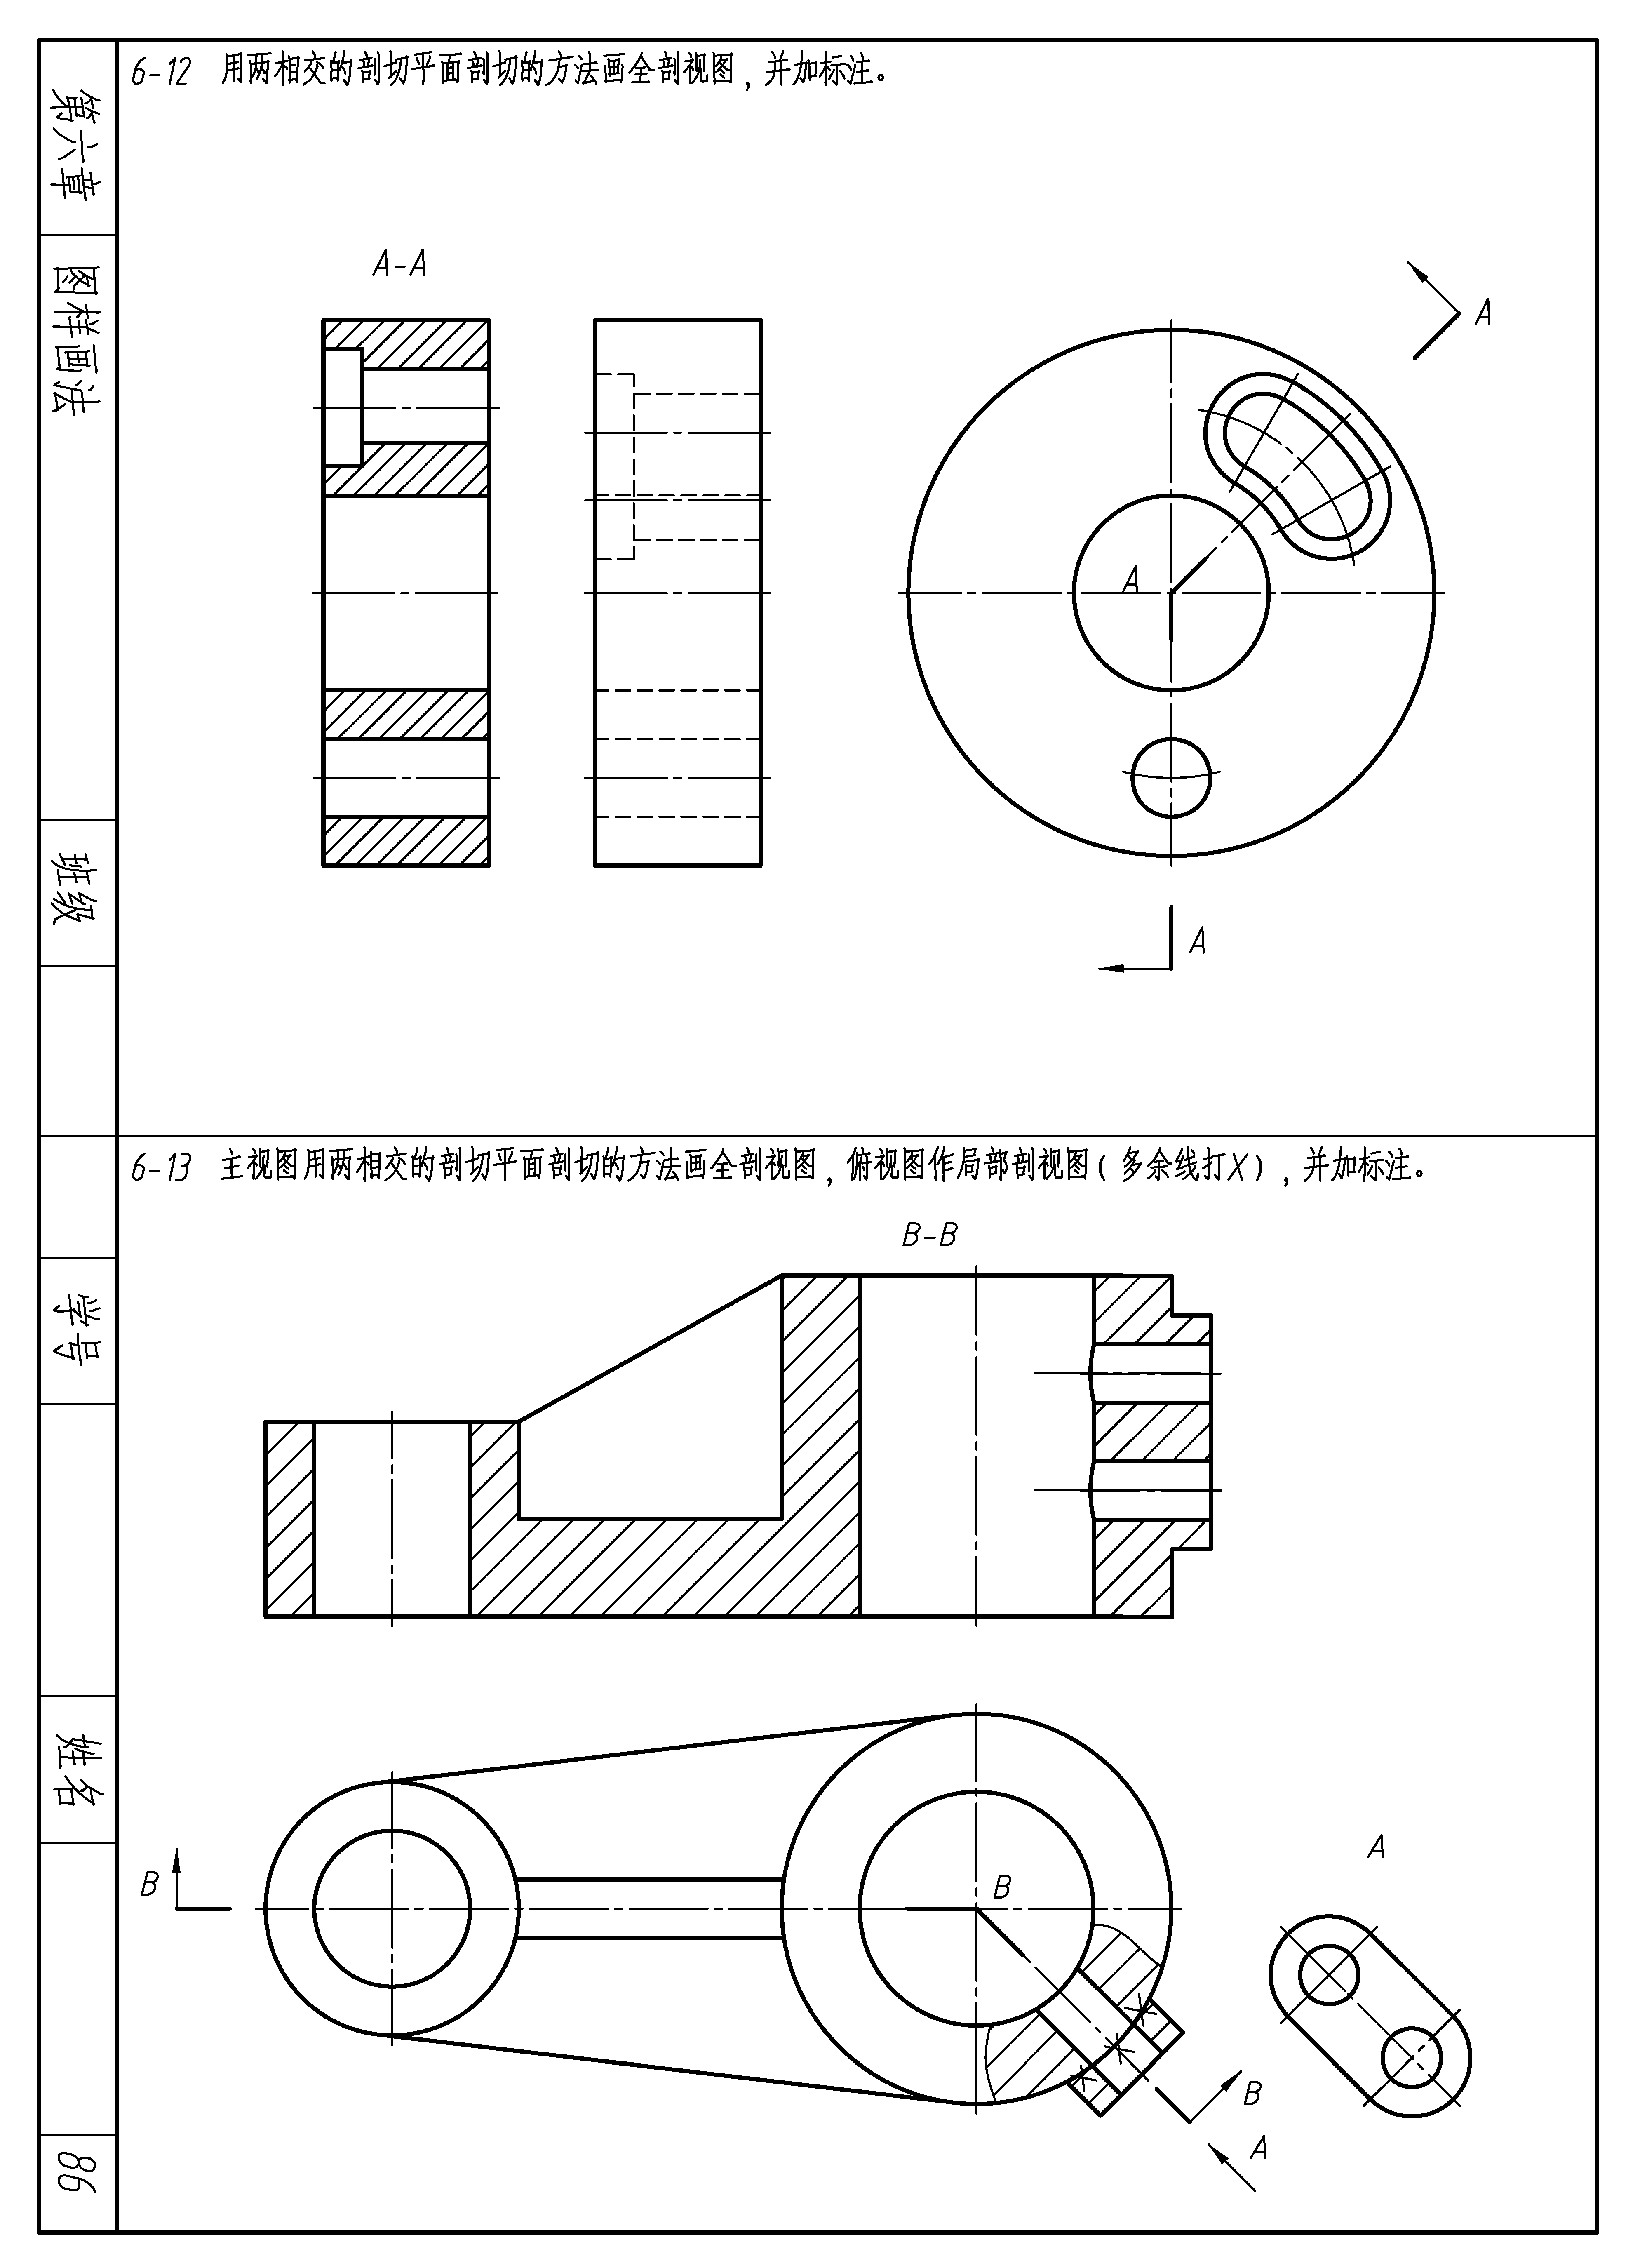 6-12 用两相交的剖切平面剖切的方法画全剖视图，并加标注。
第六章
图样画法
班级
学号
姓名
86
A-A
A
A
A
6-13 主视图用两相交的剖切平面剖切的方法画全剖视图，俯视图作局部剖视图（多余线打X），并加标注。
B-B
B
B
B
A
A